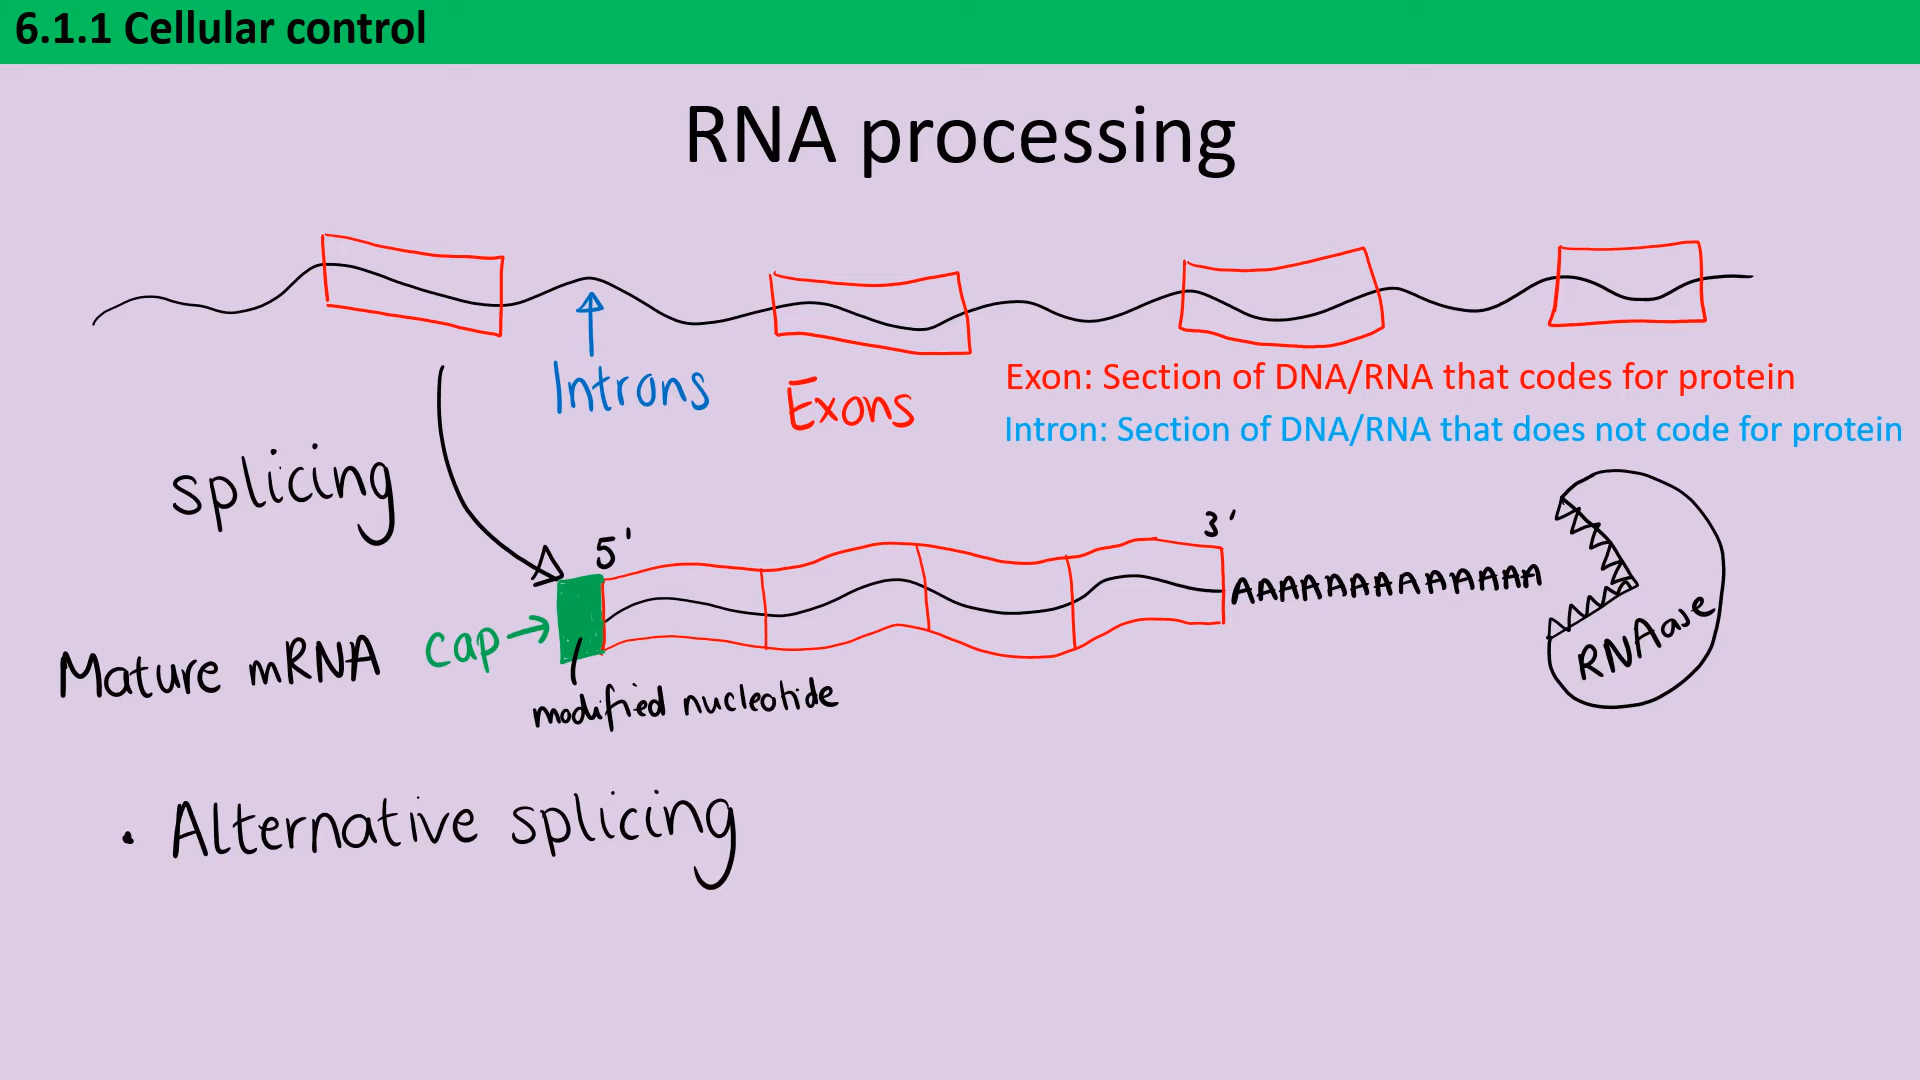 6.1.1 Cellular control
RNA processing
Introns
Exons
Exon: Section of DNA/RNA that codes for protein
Intron: Section of DNA/RNA that does not code for protein
splicing
5'
3'
AAAAAAAAAAAAA
RNAase
cap
Mature mRNA
modified nucleotide
• Alternative splicing